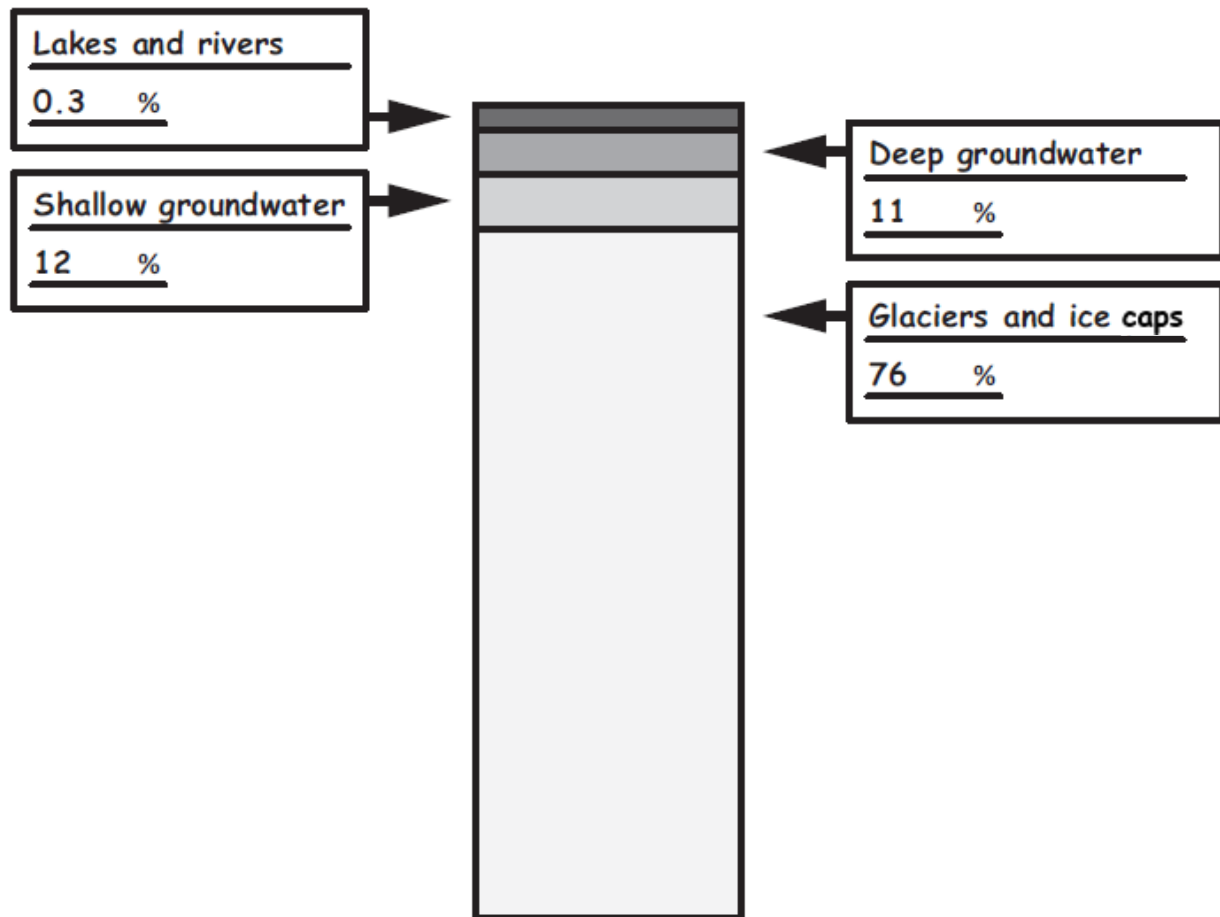 Lakes and rivers
0.3 %
Shallow groundwater
12 %
Deep groundwater
11 %
Glaciers and ice caps
76 %